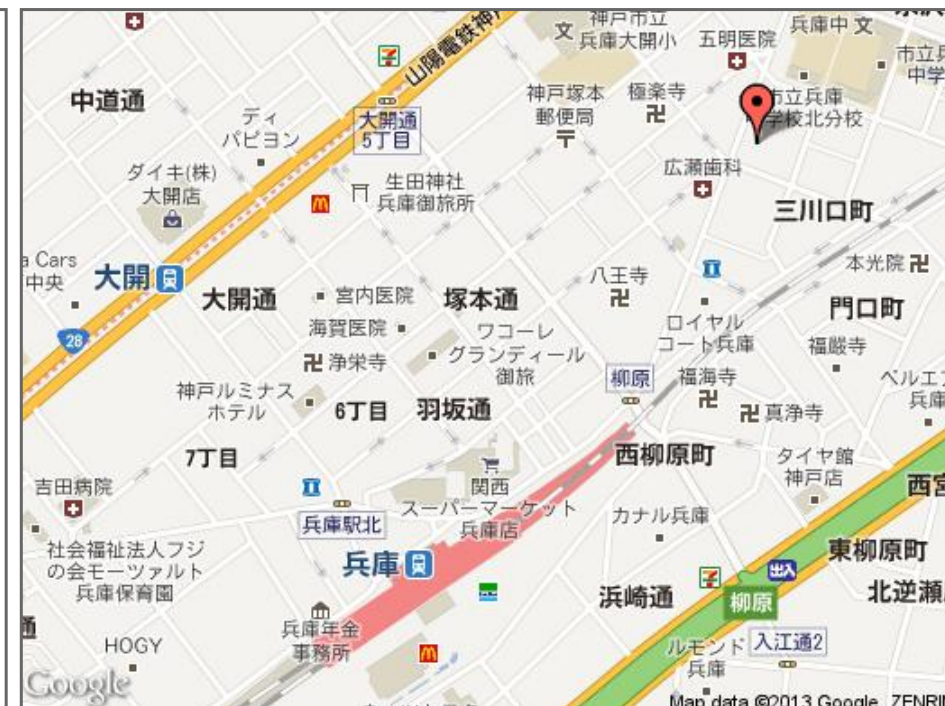 神戸市立
兵庫大開小
五明医院
兵庫中
山陽電鉄神戸
市立兵
中学
中道通
神戸塚本
郵便局
極楽寺
市立兵庫
中学校北分校
大開通
5丁目
ディ
パピヨン
ダイキ(株)
大開店
生田神社
兵庫御旅所
広瀬歯科
三川口町
a Cars
中央
大開
大開通
宮内医院
塚本通
八王寺
本光院
門口町
28
海賀医院
ワコーレ
グランディール
御旅
ロイヤル
コート兵庫
福厳寺
浄栄寺
柳原
福海寺
ベルエフ
兵庫
神戸ルミナス
ホテル
6丁目
羽坂通
真浄寺
7丁目
西柳原町
タイヤ館
神戸店
吉田病院
関西
スーパーマーケット
兵庫店
西宮
兵庫駅北
カナル兵庫
社会福祉法人フジ
の会モーツァルト
兵庫保育園
兵庫
東柳原町
出入
浜崎通
柳原
北逆瀬
通
兵庫年金
事務所
HOGY
ルモンド
兵庫
入江通2
Google
Map data ©2013 Google, ZENRI